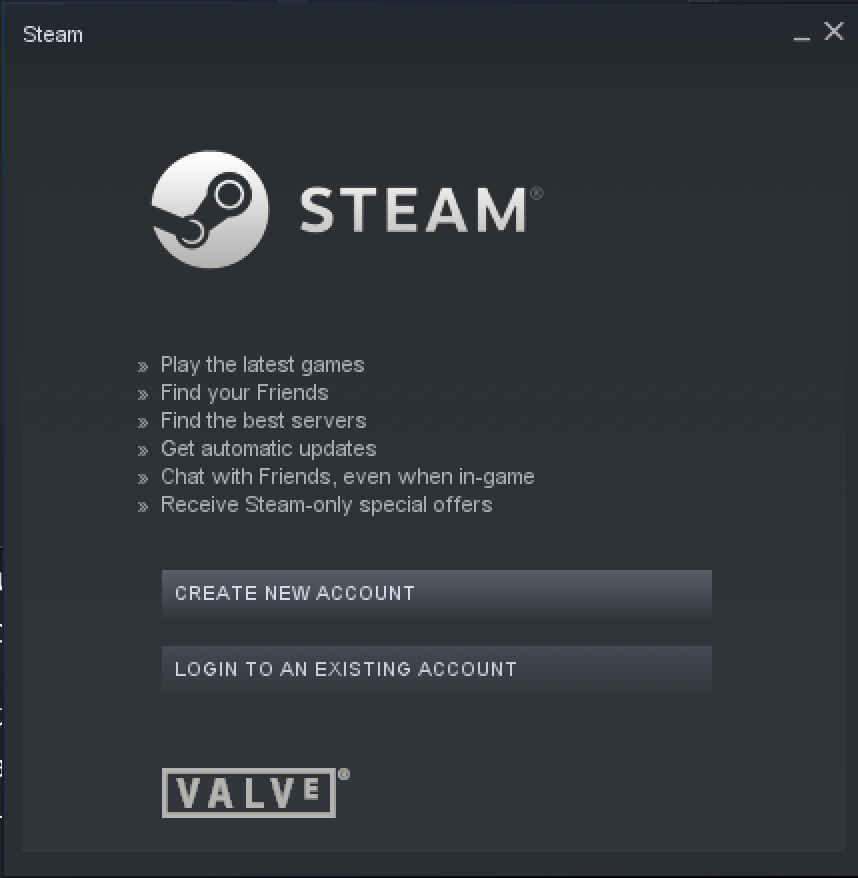 Steam
STEAM®
» Play the latest games
» Find your Friends
» Find the best servers
» Get automatic updates
» Chat with Friends, even when in-game
» Receive Steam-only special offers
CREATE NEW ACCOUNT
LOGIN TO AN EXISTING ACCOUNT
VALVE®